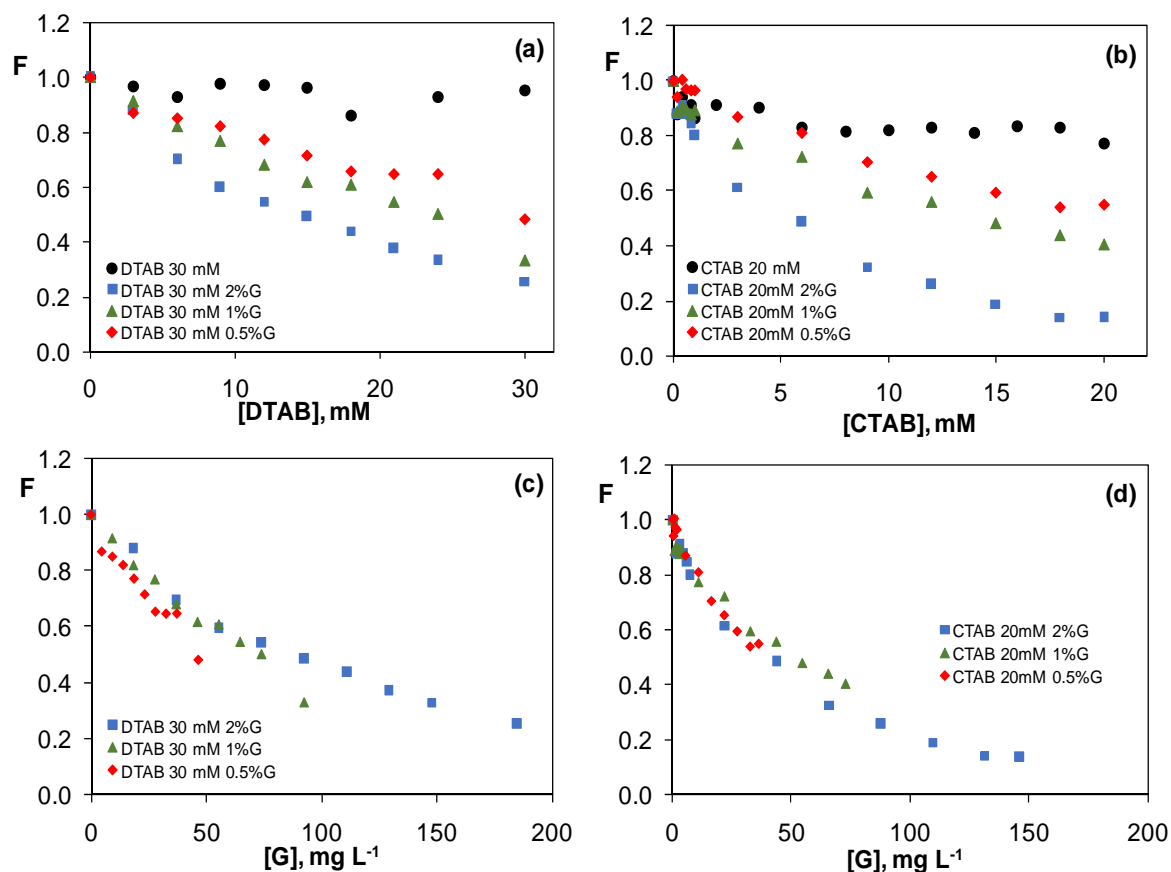 (a)
F
1.2
1.0
0.8
0.6
0.4
0.2
0.0
DTAB 30 mM
DTAB 30 mM 2%G
DTAB 30 mM 1%G
DTAB 30 mM 0.5%G
0 10 20 30
[DTAB], mM
(b)
F
1.2
1.0
0.8
0.6
0.4
0.2
0.0
CTAB 20 mM
CTAB 20mM 2%G
CTAB 20mM 1%G
CTAB 20mM 0.5%G
0 5 10 15 20
[CTAB], mM
(c)
F
1.2
1.0
0.8
0.6
0.4
0.2
0.0
DTAB 30 mM 2%G
DTAB 30 mM 1%G
DTAB 30 mM 0.5%G
0 50 100 150 200
[G], mg L⁻¹
(d)
F
1.2
1.0
0.8
0.6
0.4
0.2
0.0
CTAB 20mM 2%G
CTAB 20mM 1%G
CTAB 20mM 0.5%G
0 50 100 150 200
[G], mg L⁻¹